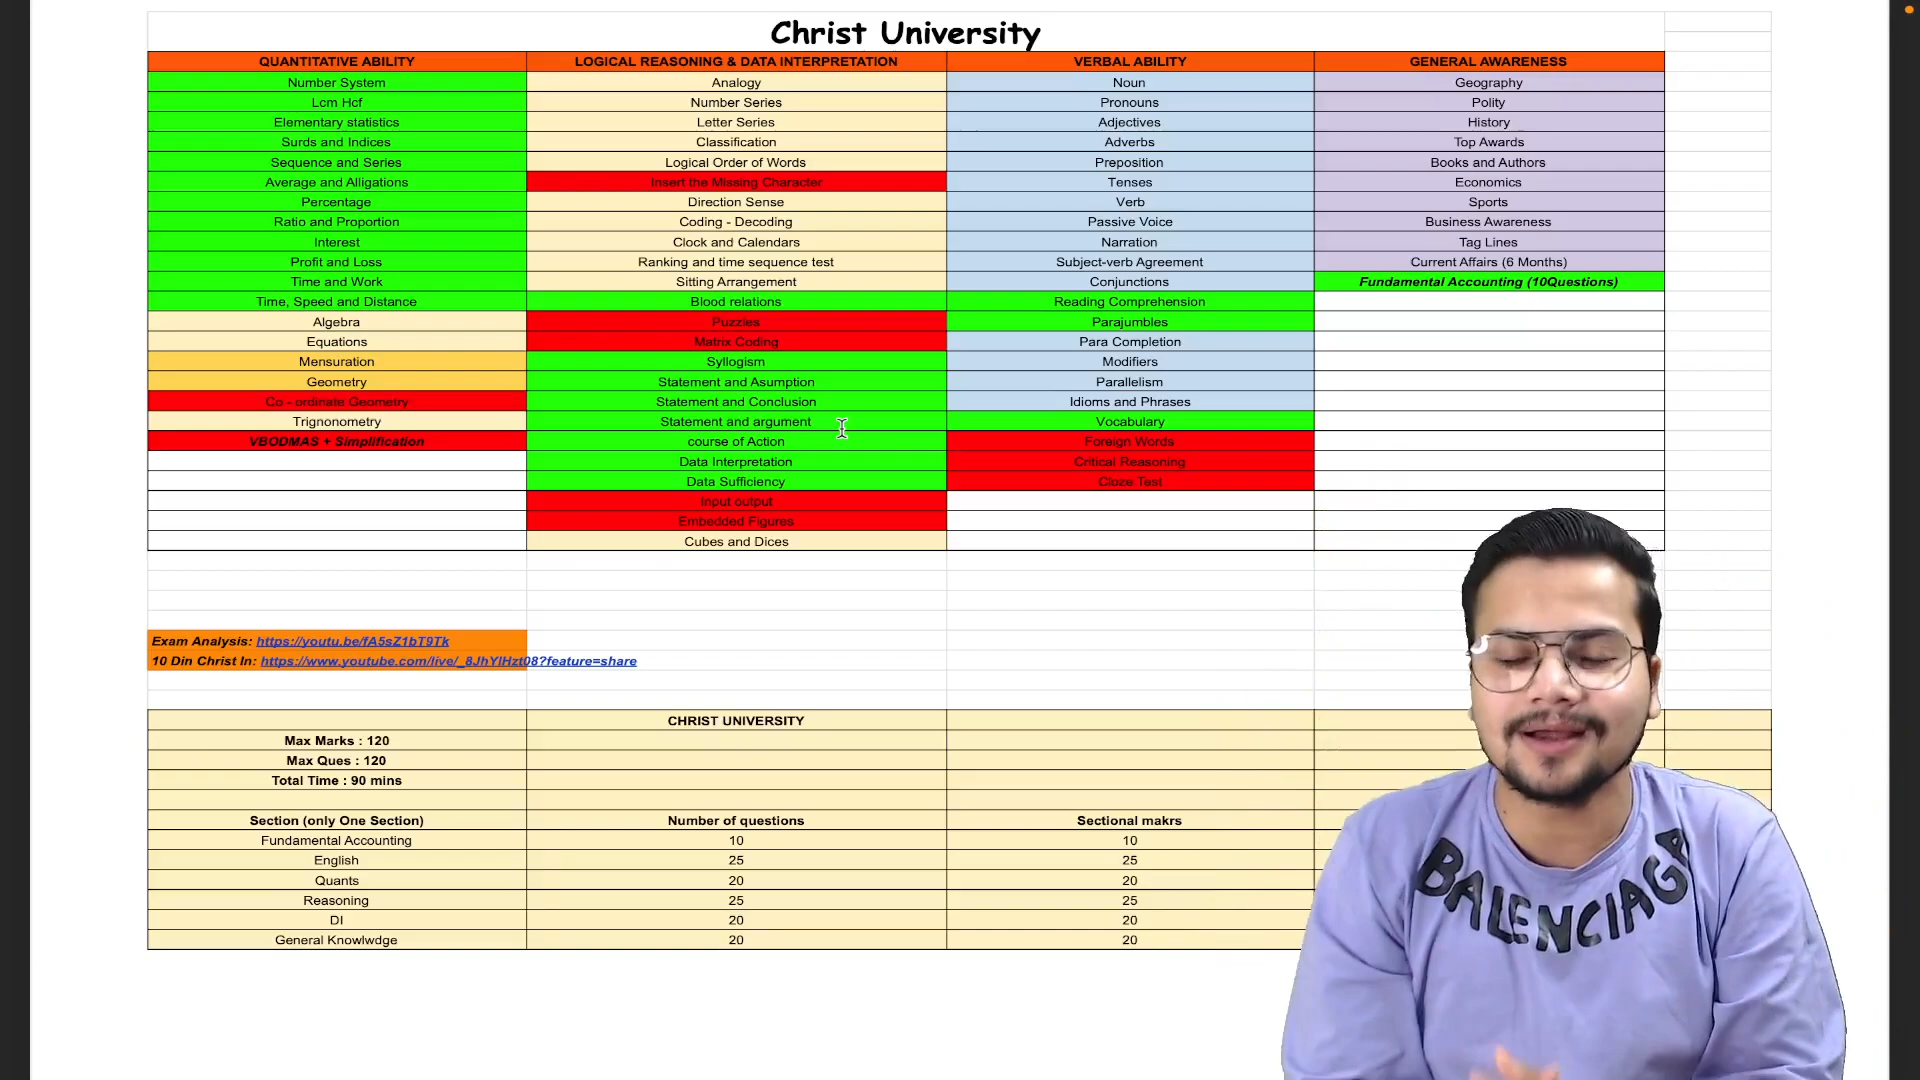 Christ University
QUANTITATIVE ABILITY LOGICAL REASONING & DATA INTERPRETATION VERBAL ABILITY GENERAL AWARENESS
Number System Analogy Noun Geography
Lcm Hcf Number Series Pronouns Polity
Elementary statistics Letter Series Adjectives History
Surds and Indices Classification Adverbs Top Awards
Sequence and Series Logical Order of Words Preposition Books and Authors
Average and Alligations Insert the Missing Character Tenses Economics
Percentage Direction Sense Verb Sports
Ratio and Proportion Coding - Decoding Passive Voice Business Awareness
Interest Clock and Calendars Narration Tag Lines
Profit and Loss Ranking and time sequence test Subject-verb Agreement Current Affairs (6 Months)
Time and Work Sitting Arrangement Conjunctions Fundamental Accounting (10Questions)
Time, Speed and Distance Blood relations Reading Comprehension
Algebra Puzzles Parajumbles
Equations Matrix Coding Para Completion
Mensuration Syllogism Modifiers
Geometry Statement and Asumption Parallelism
Co - ordinate Geometry Statement and Conclusion Idioms and Phrases
Trignonometry Statement and argument Vocabulary
VBODMAS + Simplification course of Action Foreign Words
Data Interpretation Critical Reasoning
Data Sufficiency Cloze Test
Input output
Embedded Figures
Cubes and Dices
Exam Analysis: https://youtu.be/fA5sZ1bT9Tk
10 Din Christ In: https://www.youtube.com/live/_8JhYlHzt08?feature=share
CHRIST UNIVERSITY
Max Marks : 120
Max Ques : 120
Total Time : 90 mins
Section (only One Section) Number of questions Sectional makrs
Fundamental Accounting 10 10
English 25 25
Quants 20 20
Reasoning 25 25
DI 20 20
General Knowlwdge 20 20
BALENCIAGA